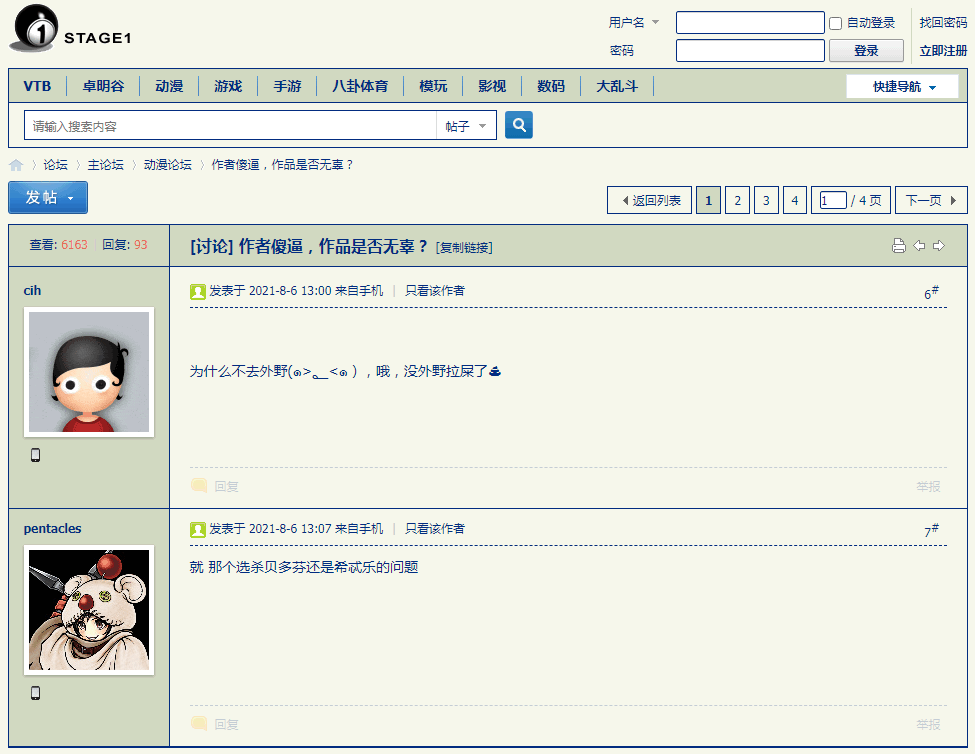 1 STAGE1
用户名 自动登录 找回密码
密码 登录 立即注册
VTB 卓明谷 动漫 游戏 手游 八卦体育 模玩 影视 数码 大乱斗 快捷导航
请输入搜索内容 帖子
论坛 主论坛 动漫论坛 作者傻逼，作品是否无辜？
发帖 返回列表 1 2 3 4 1 / 4 页 下一页
查看: 6163 回复: 93 [讨论] 作者傻逼，作品是否无辜？ [复制链接]
cih 发表于 2021-8-6 13:00 来自手机 | 只看该作者 6#
为什么不去外野(๑>؂<๑），哦，没外野拉屎了💩
回复 举报
pentacles 发表于 2021-8-6 13:07 来自手机 | 只看该作者 7#
就 那个选杀贝多芬还是希忒乐的问题
回复 举报